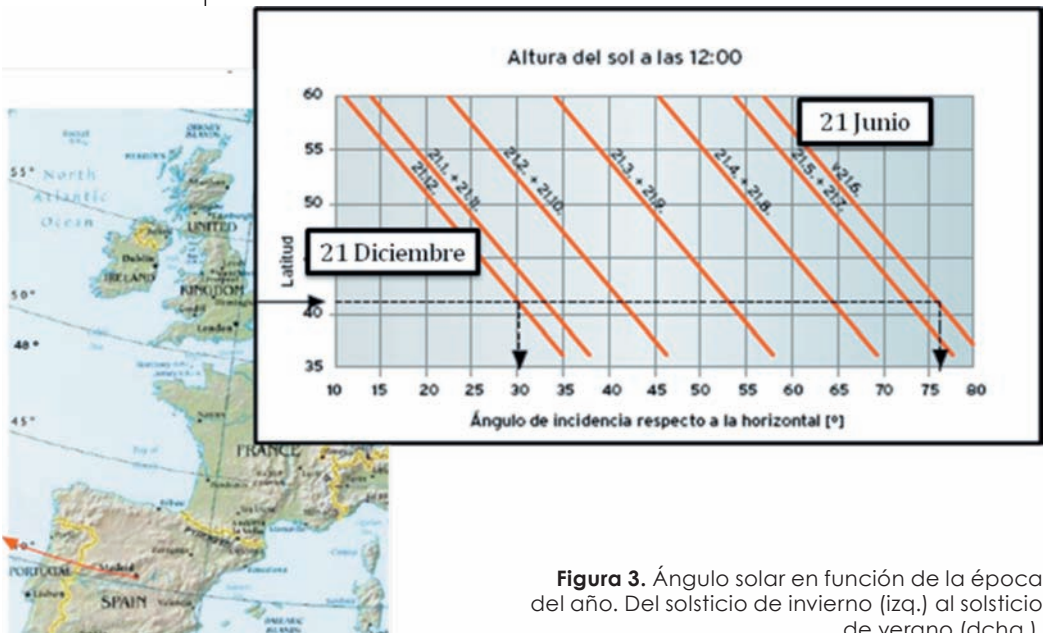 Altura del sol a las 12:00
60
55
50
40
35
Latitud
21 Junio
21 Diciembre
21.12.
21.1. + 21.11.
21.2. + 21.10.
21.3. + 21.9.
21.4. + 21.8.
21.5. + 21.7.
21.6.
10 15 20 30 35 40 45 50 55 60 65 70 75 80
Ángulo de incidencia respecto a la horizontal [º]
55°
North
Atlantic
Ocean
UNITED
KINGDOM
Dublin
IRELAND
London
50°
48°
45°
FRANCE
PORTUGAL
Madrid
Lisbon
SPAIN
Valencia
Figura 3. Ángulo solar en función de la época
del año. Del solsticio de invierno (izq.) al solsticio
de verano (dcha.).